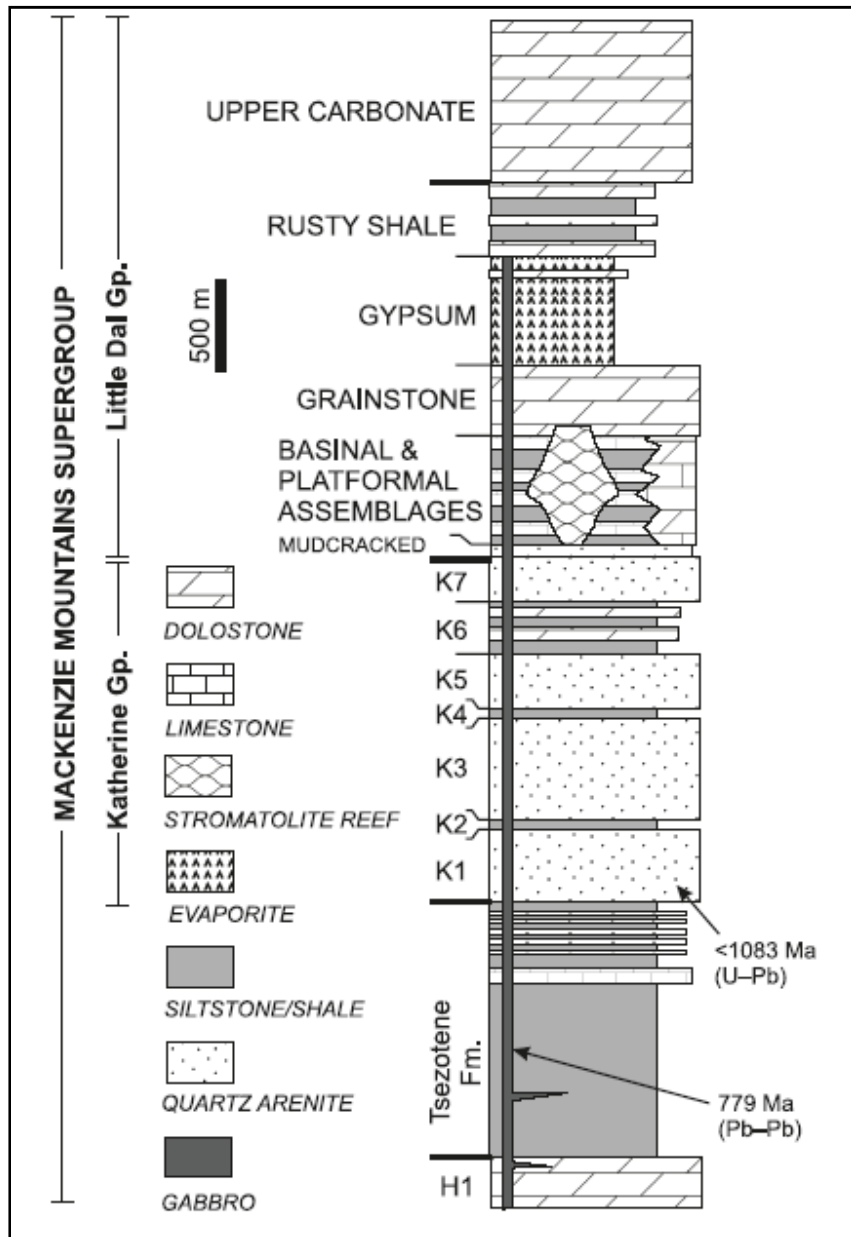 UPPER CARBONATE
RUSTY SHALE
GYPSUM
GRAINSTONE
BASINAL &
PLATFORMAL
ASSEMBLAGES
MUDCRACKED
K7
K6
K5
K4
K3
K2
K1
Tsezotene
Fm.
H1
MACKENZIE MOUNTAINS SUPERGROUP
Little Dal Gp.
Katherine Gp.
500 m
DOLOSTONE
LIMESTONE
STROMATOLITE REEF
EVAPORITE
SILTSTONE/SHALE
QUARTZ ARENITE
GABBRO
<1083 Ma
(U–Pb)
779 Ma
(Pb–Pb)